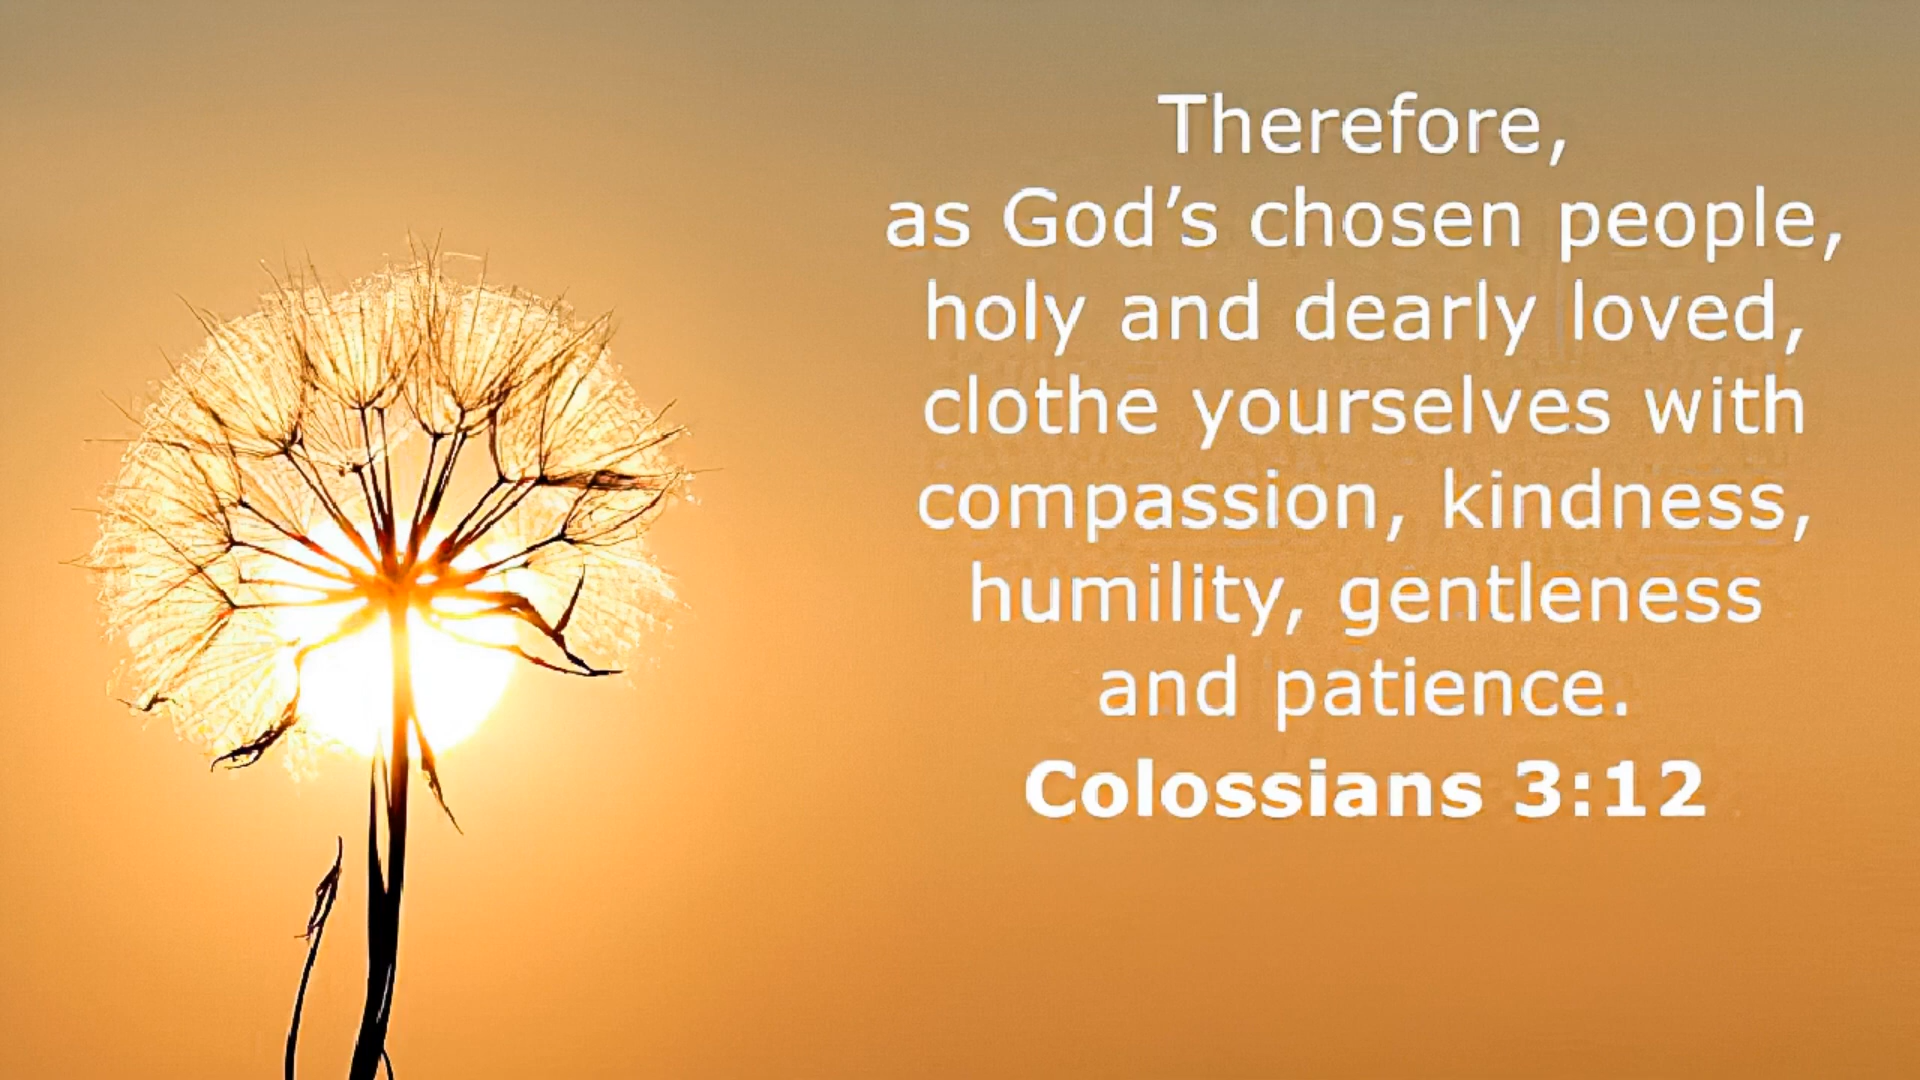 Therefore,
as God’s chosen people,
holy and dearly loved,
clothe yourselves with
compassion, kindness,
humility, gentleness
and patience.
Colossians 3:12